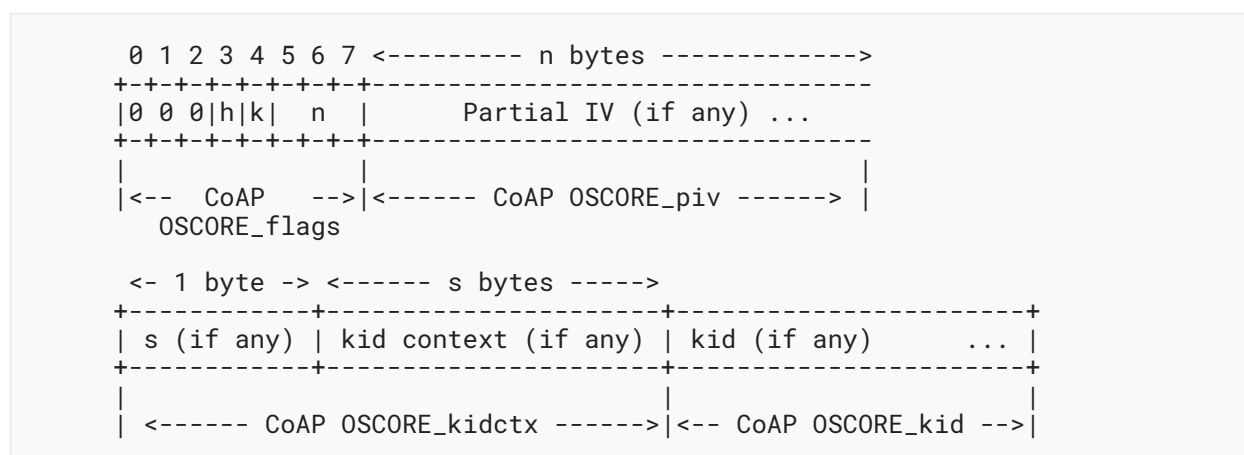 0 1 2 3 4 5 6 7 <--------- n bytes ------------->
+-+-+-+-+-+-+-+-+---------------------------------
|0 0 0|h|k|  n  |      Partial IV (if any) ...
+-+-+-+-+-+-+-+-+---------------------------------
|               |                                |
|<--  CoAP   -->|<------ CoAP OSCORE_piv ------> |
   OSCORE_flags

 <- 1 byte -> <------ s bytes ----->
+------------+----------------------+-----------------------+
| s (if any) | kid context (if any) | kid (if any)      ... |
+------------+----------------------+-----------------------+
|                                   |                       |
| <------ CoAP OSCORE_kidctx ------>|<-- CoAP OSCORE_kid -->|